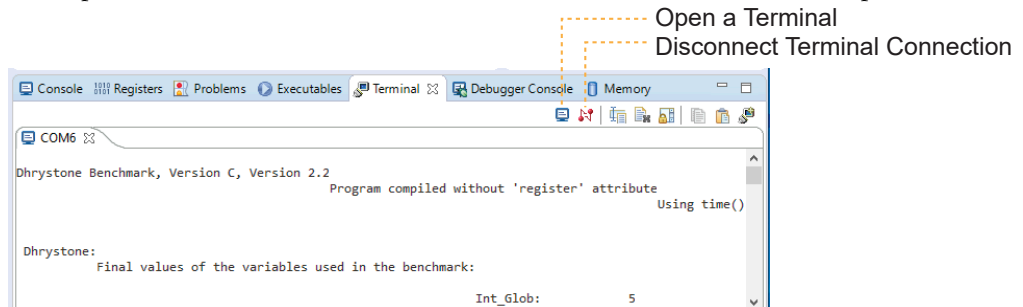 Open a Terminal
Disconnect Terminal Connection
Console 1010 0101 Registers Problems Executables Terminal Debugger Console Memory
COM6
Dhrystone Benchmark, Version C, Version 2.2
Program compiled without 'register' attribute
Using time()
Dhrystone:
Final values of the variables used in the benchmark:
Int_Glob: 5